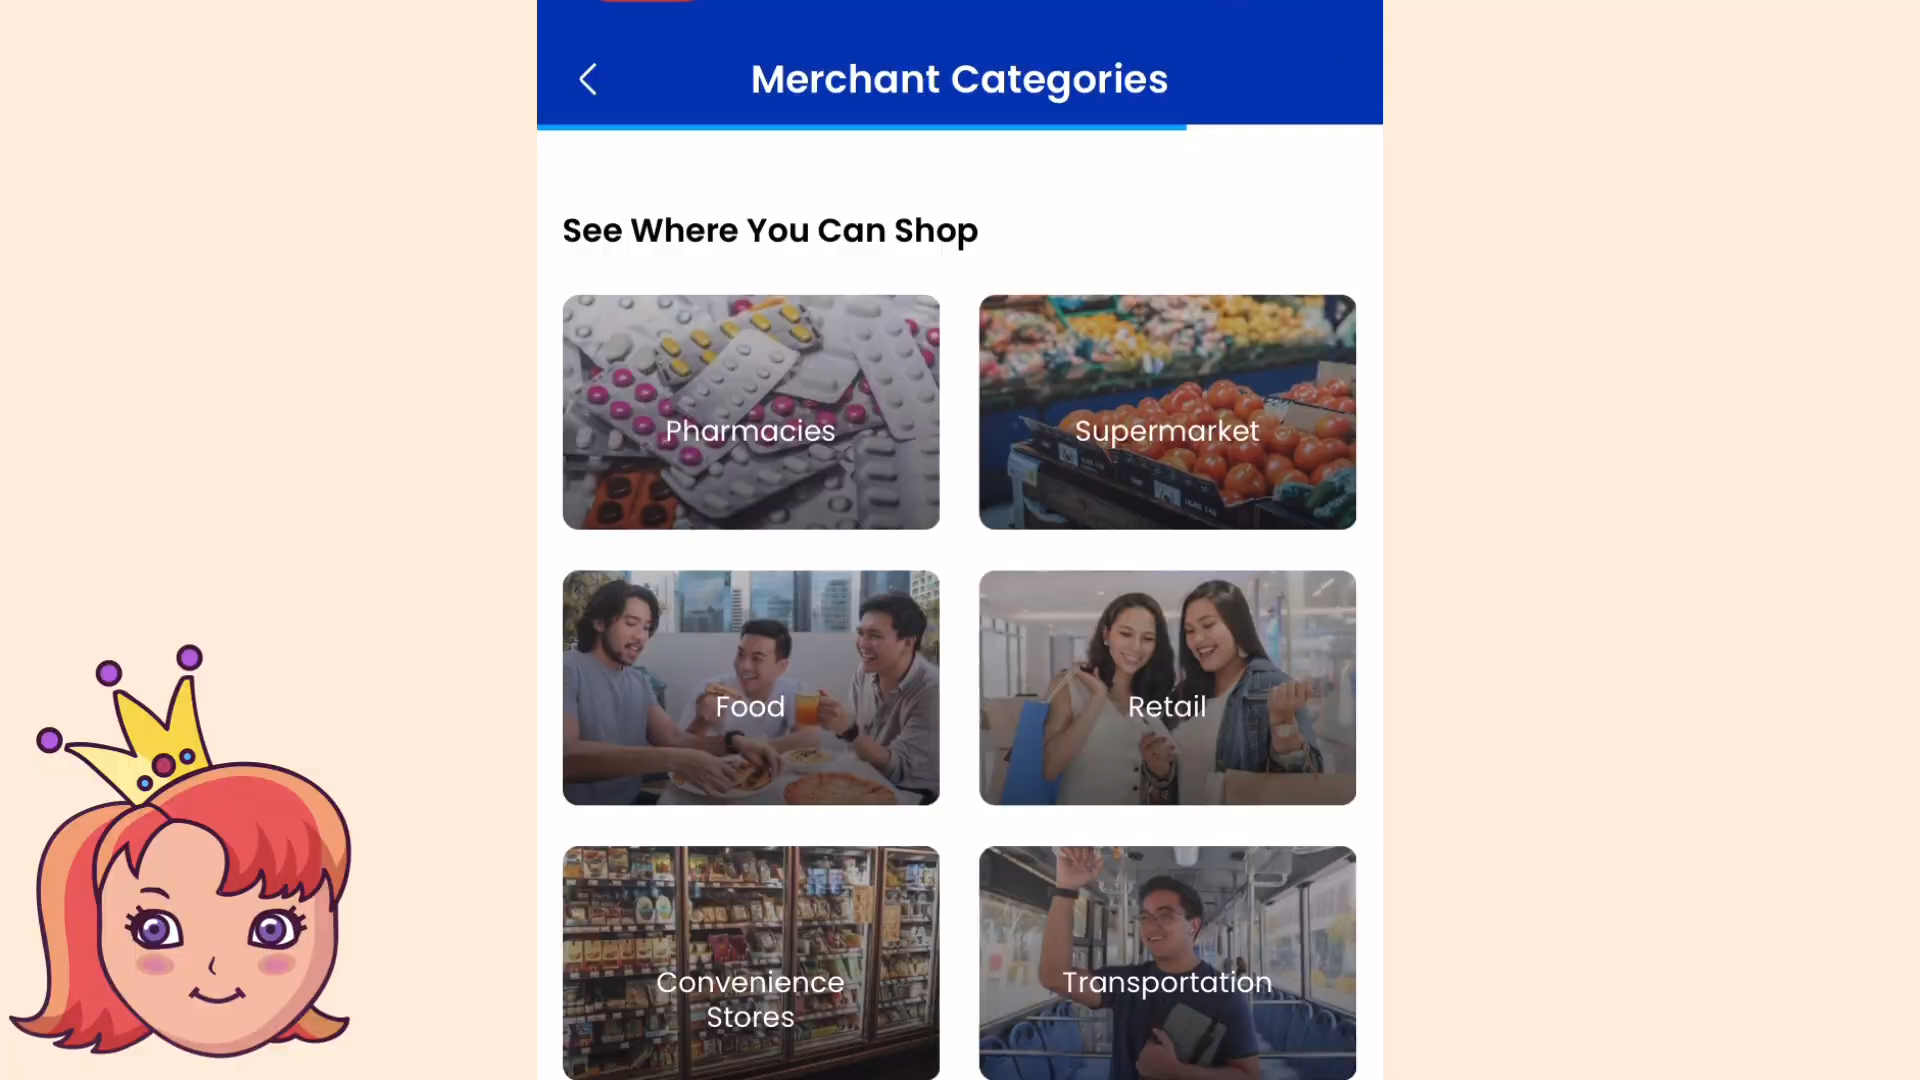 Merchant Categories
See Where You Can Shop
Pharmacies
Supermarket
Food
Retail
Convenience
Stores
Transportation